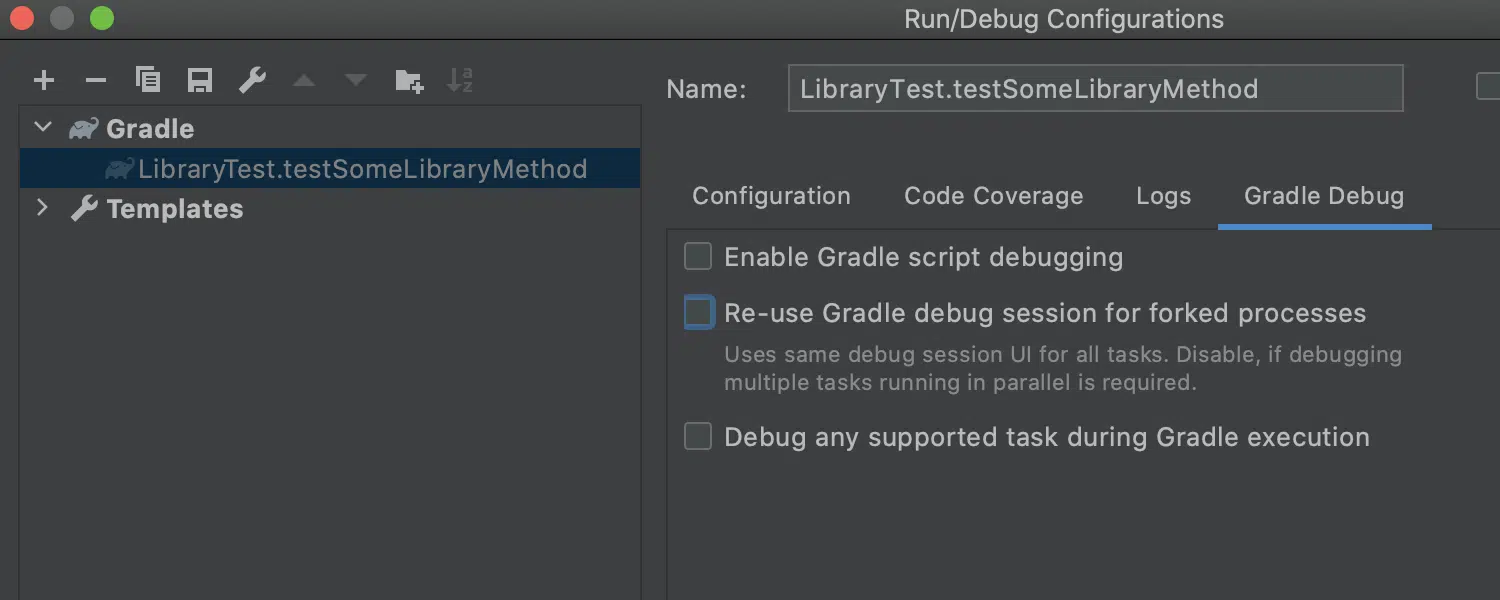 Run/Debug Configurations
Name: LibraryTest.testSomeLibraryMethod
Gradle
LibraryTest.testSomeLibraryMethod
Templates
Configuration Code Coverage Logs Gradle Debug
Enable Gradle script debugging
Re-use Gradle debug session for forked processes
Uses same debug session UI for all tasks. Disable, if debugging
multiple tasks running in parallel is required.
Debug any supported task during Gradle execution